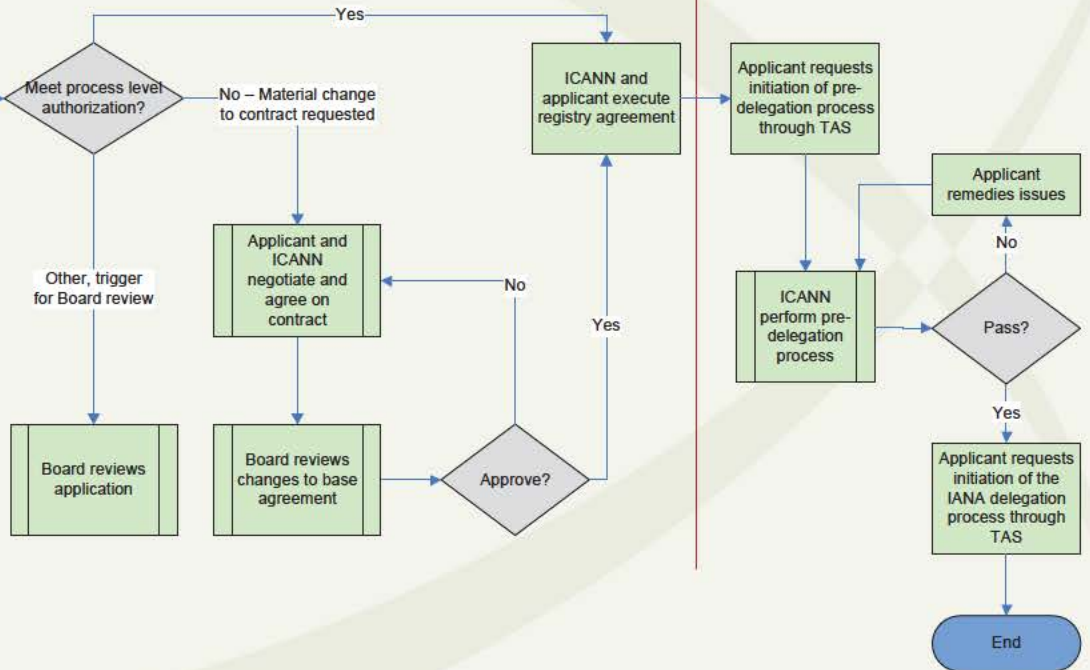 Yes
Meet process level
authorization?
No – Material change
to contract requested
ICANN and
applicant execute
registry agreement
Applicant requests
initiation of pre-
delegation process
through TAS
Applicant
remedies issues
No
Other, trigger
for Board review
Applicant and
ICANN
negotiate and
agree on
contract
No
Yes
ICANN
perform pre-
delegation
process
Pass?
Yes
Board reviews
application
Board reviews
changes to base
agreement
Approve?
Applicant requests
initiation of the
IANA delegation
process through
TAS
End